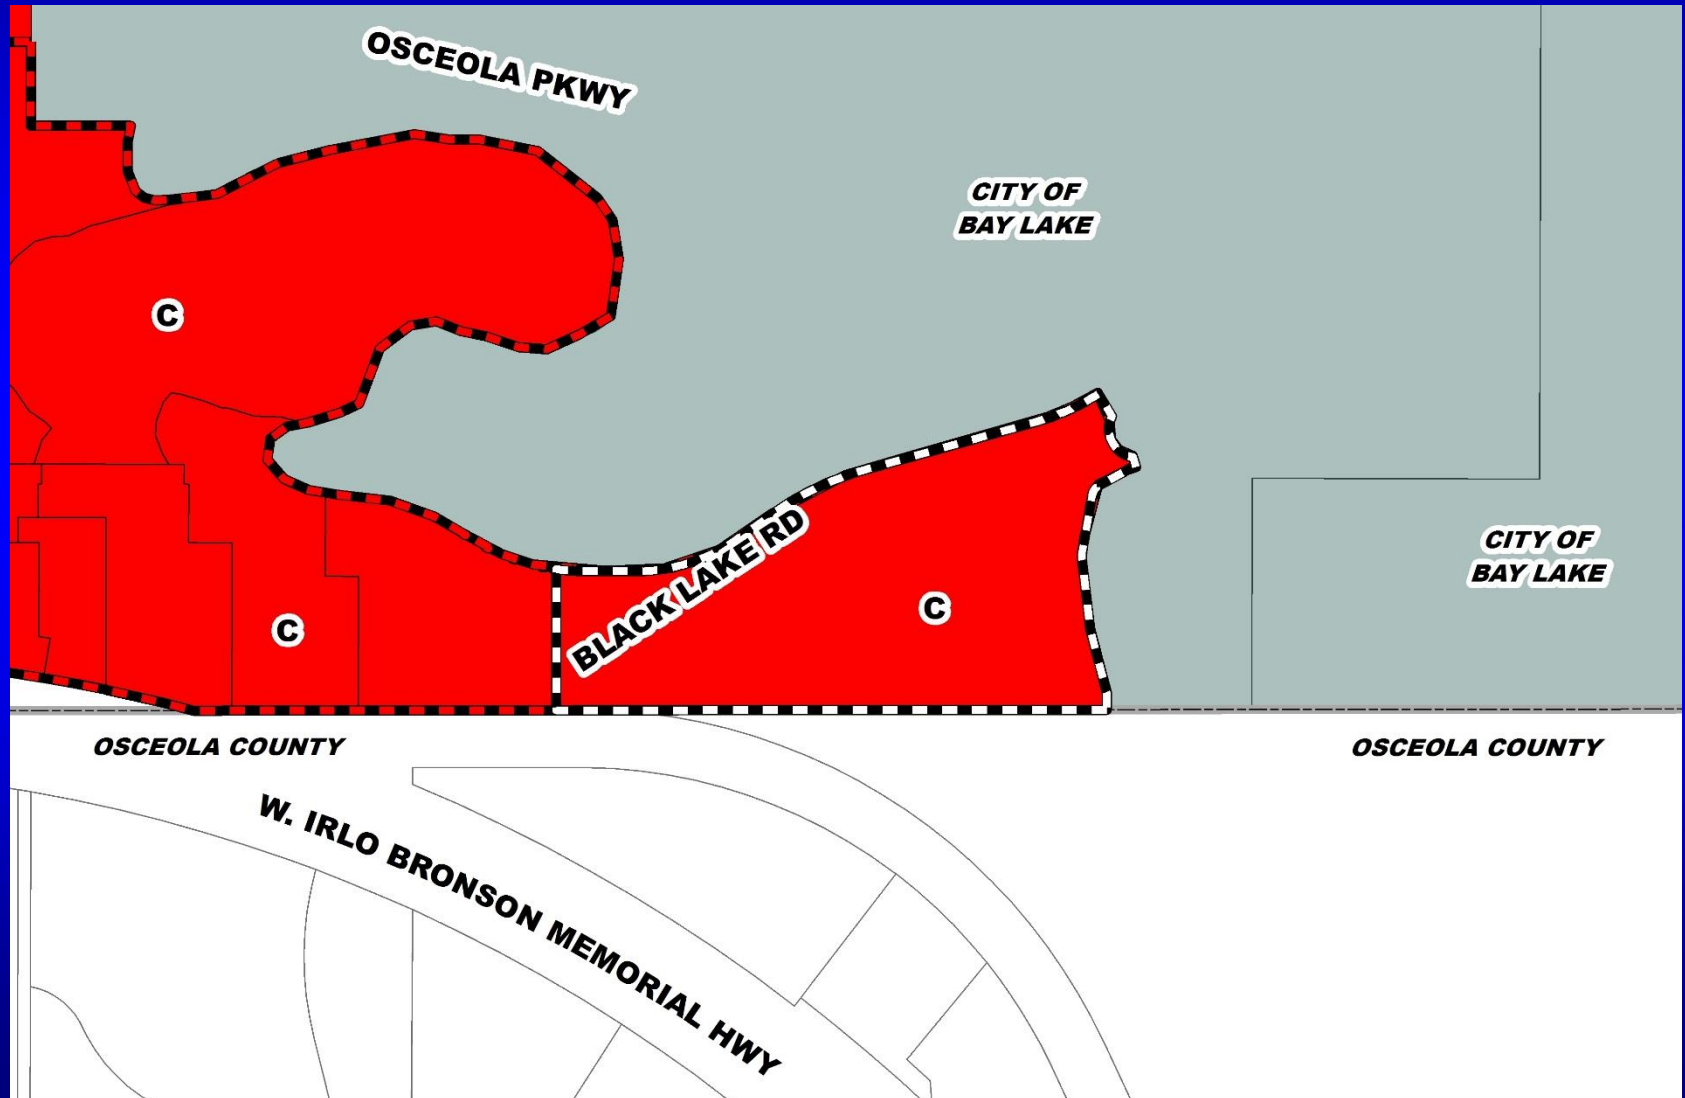 OSCEOLA PKWY
CITY OF
BAY LAKE
C
BLACK LAKE RD
CITY OF
BAY LAKE
C
C
OSCEOLA COUNTY
OSCEOLA COUNTY
W. IRLO BRONSON MEMORIAL HWY